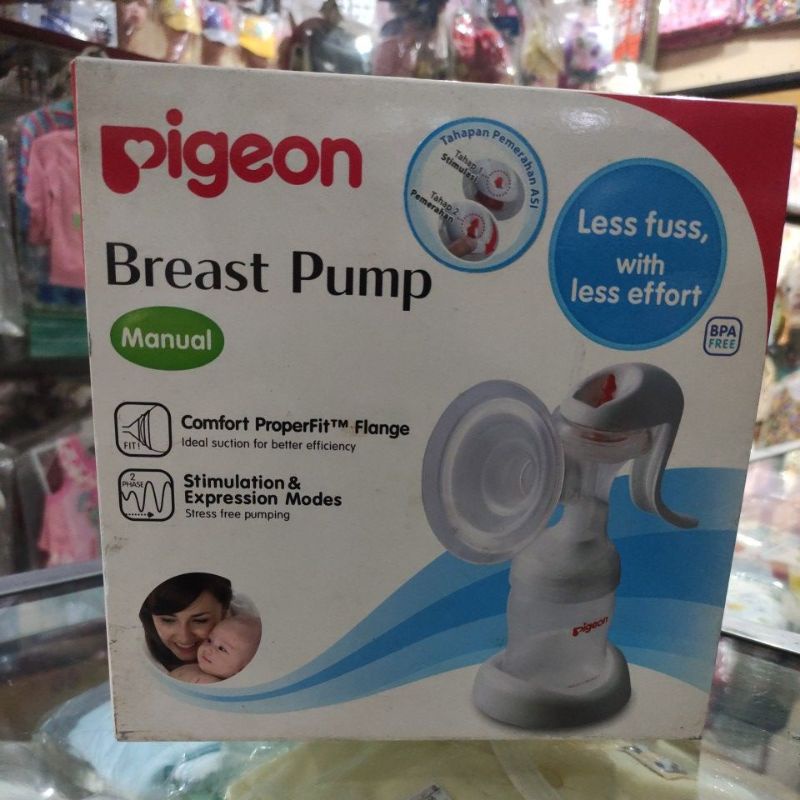 Pigeon
Tahapan Pemerahan ASI
Tahap 1
Stimulasi
Tahap 2
Pemerahan
Less fuss,
with
less effort
BPA
FREE
Breast Pump
Manual
FIT!
Comfort ProperFit™ Flange
Ideal suction for better efficiency
2
PHASE
Stimulation &
Expression Modes
Stress free pumping
Pigeon